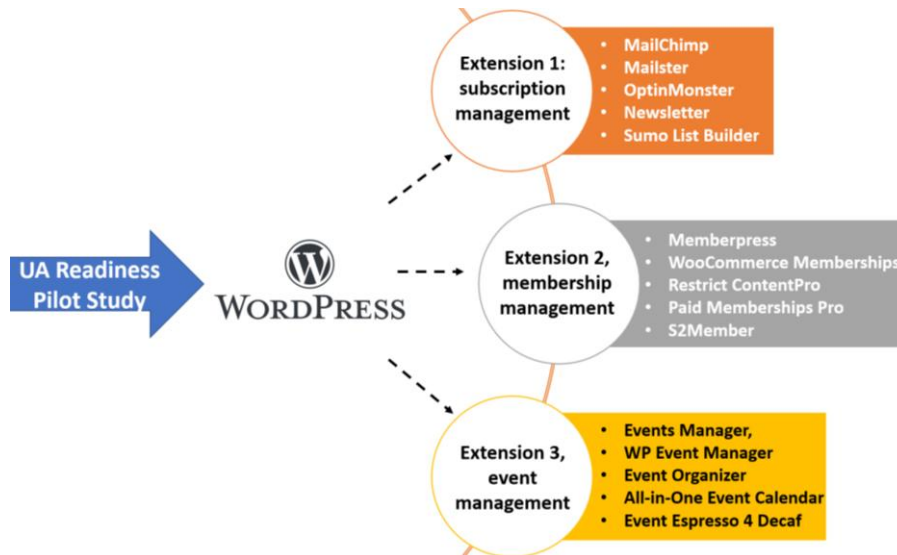 UA Readiness
Pilot Study
WORDPRESS
Extension 1:
subscription
management
• MailChimp
• Mailster
• OptinMonster
• Newsletter
• Sumo List Builder
Extension 2,
membership
management
• Memberpress
• WooCommerce Memberships
• Restrict ContentPro
• Paid Memberships Pro
• S2Member
Extension 3,
event
management
• Events Manager,
• WP Event Manager
• Event Organizer
• All-in-One Event Calendar
• Event Espresso 4 Decaf